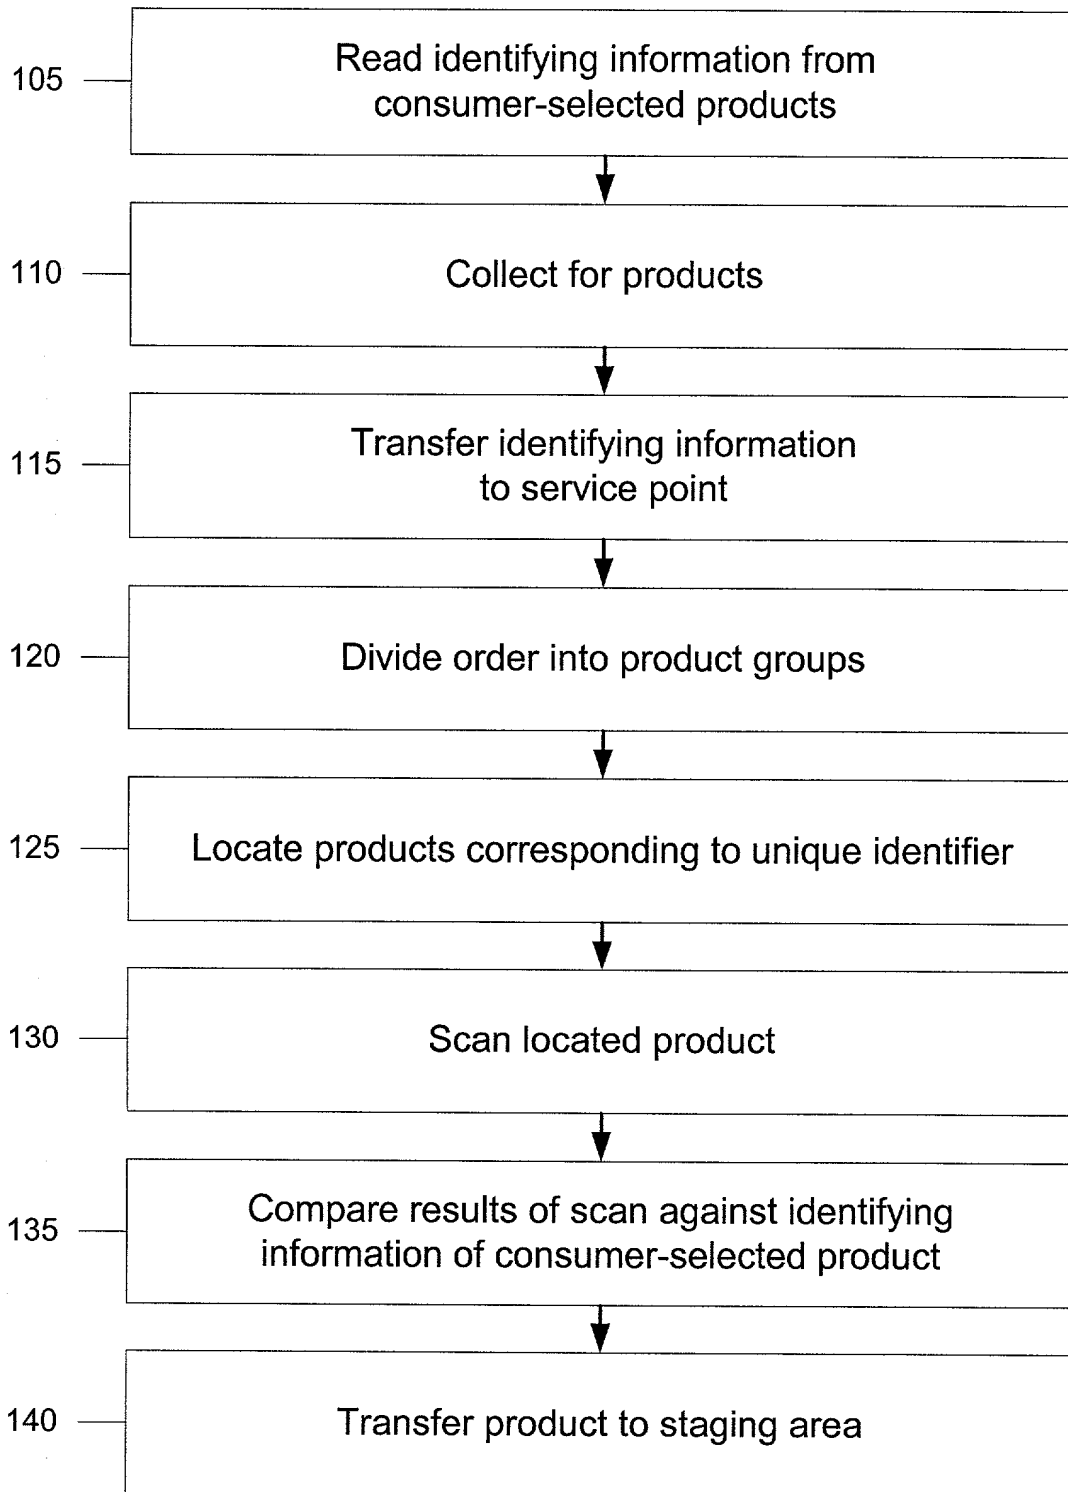 105
Read identifying information from
consumer-selected products
110
Collect for products
115
Transfer identifying information
to service point
120
Divide order into product groups
125
Locate products corresponding to unique identifier
130
Scan located product
135
Compare results of scan against identifying
information of consumer-selected product
140
Transfer product to staging area